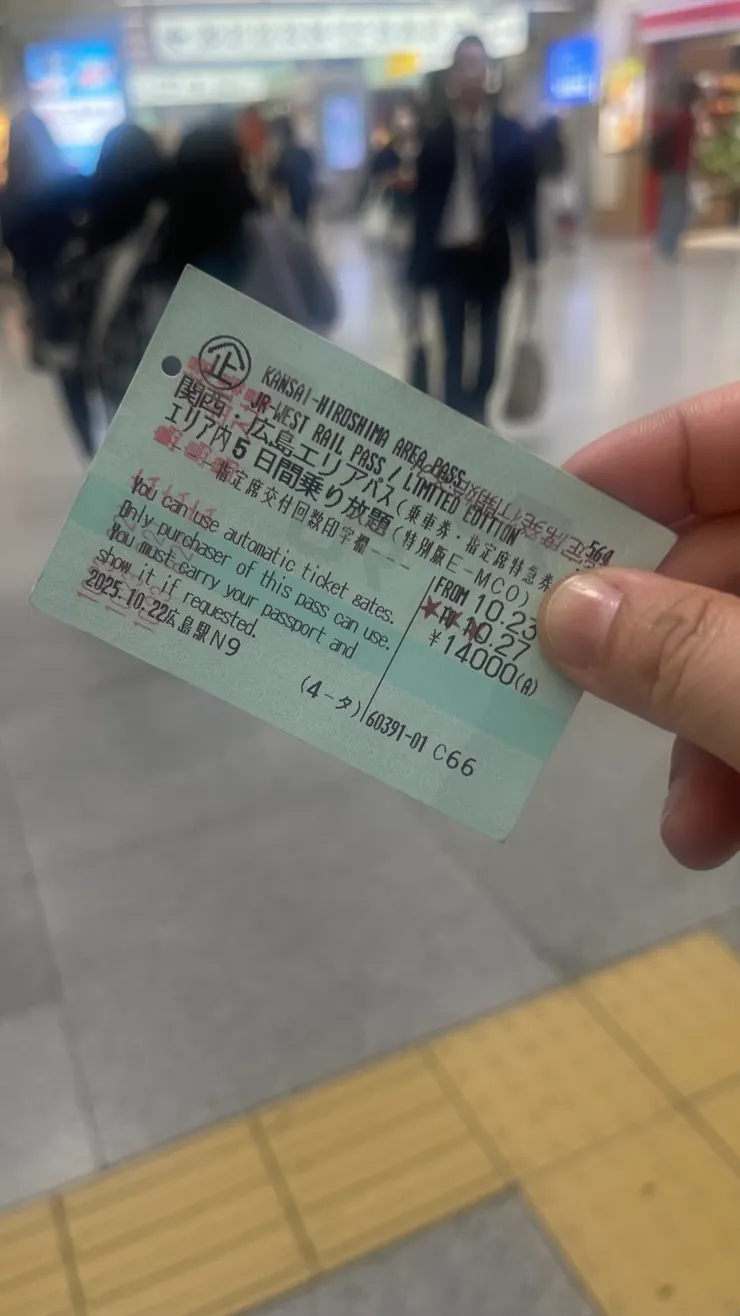 企 KANSAI-HIROSHIMA AREA PASS
JR-WEST RAIL PASS / LIMITED EDITION
関西・広島エリアパス(乗車券・指定席特急券
エリア内5日間乗り放題(特別版E-MCO)
指定席交付回数印字欄---
You can use automatic ticket gates.
Only purchaser of this pass can use.
You must carry your passport and
show it if requested.
FROM 10.23
10.27
¥14000(A)
2025.10.22広島駅N9
(4-タ)
60391-01 C66